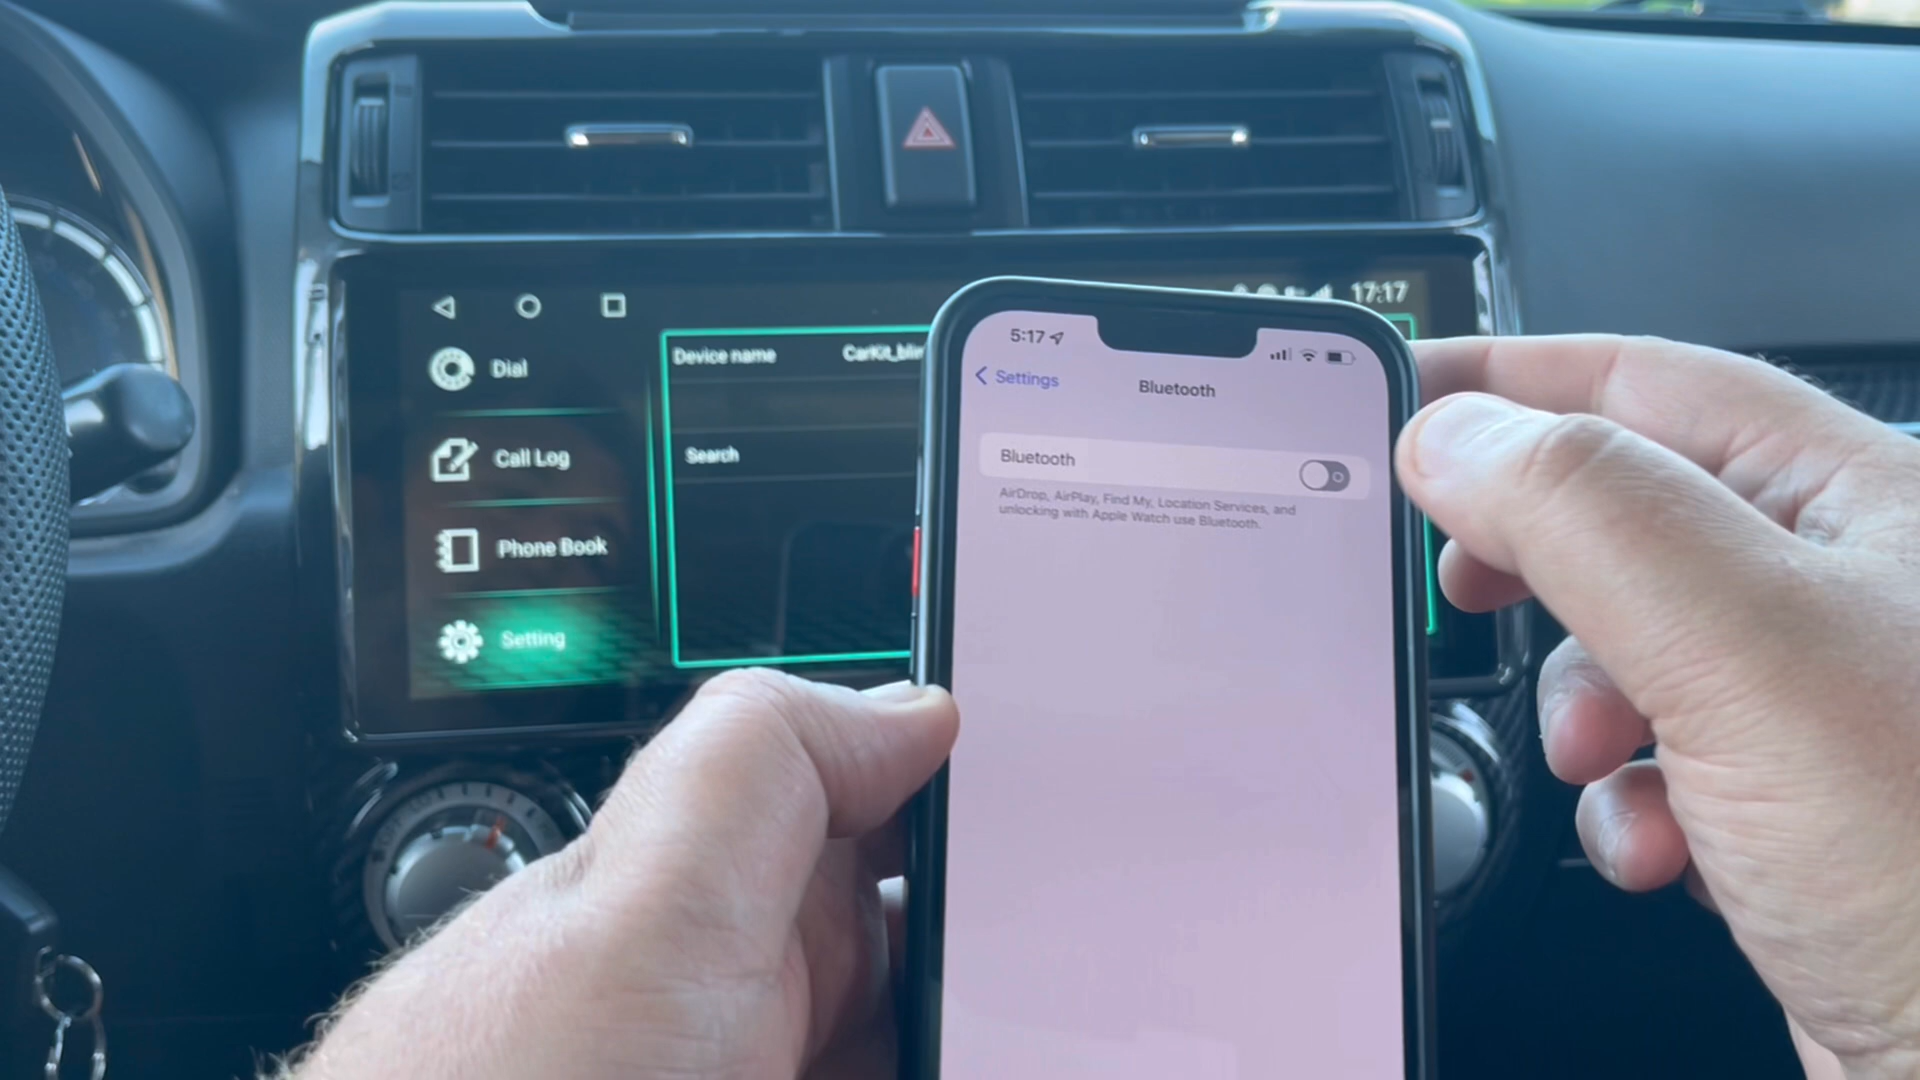 17:17
Dial
Call Log
Phone Book
Setting
Device name
Search
5:17
Settings
Bluetooth
Bluetooth
AirDrop, AirPlay, Find My, Location Services, and
unlocking with Apple Watch use Bluetooth.